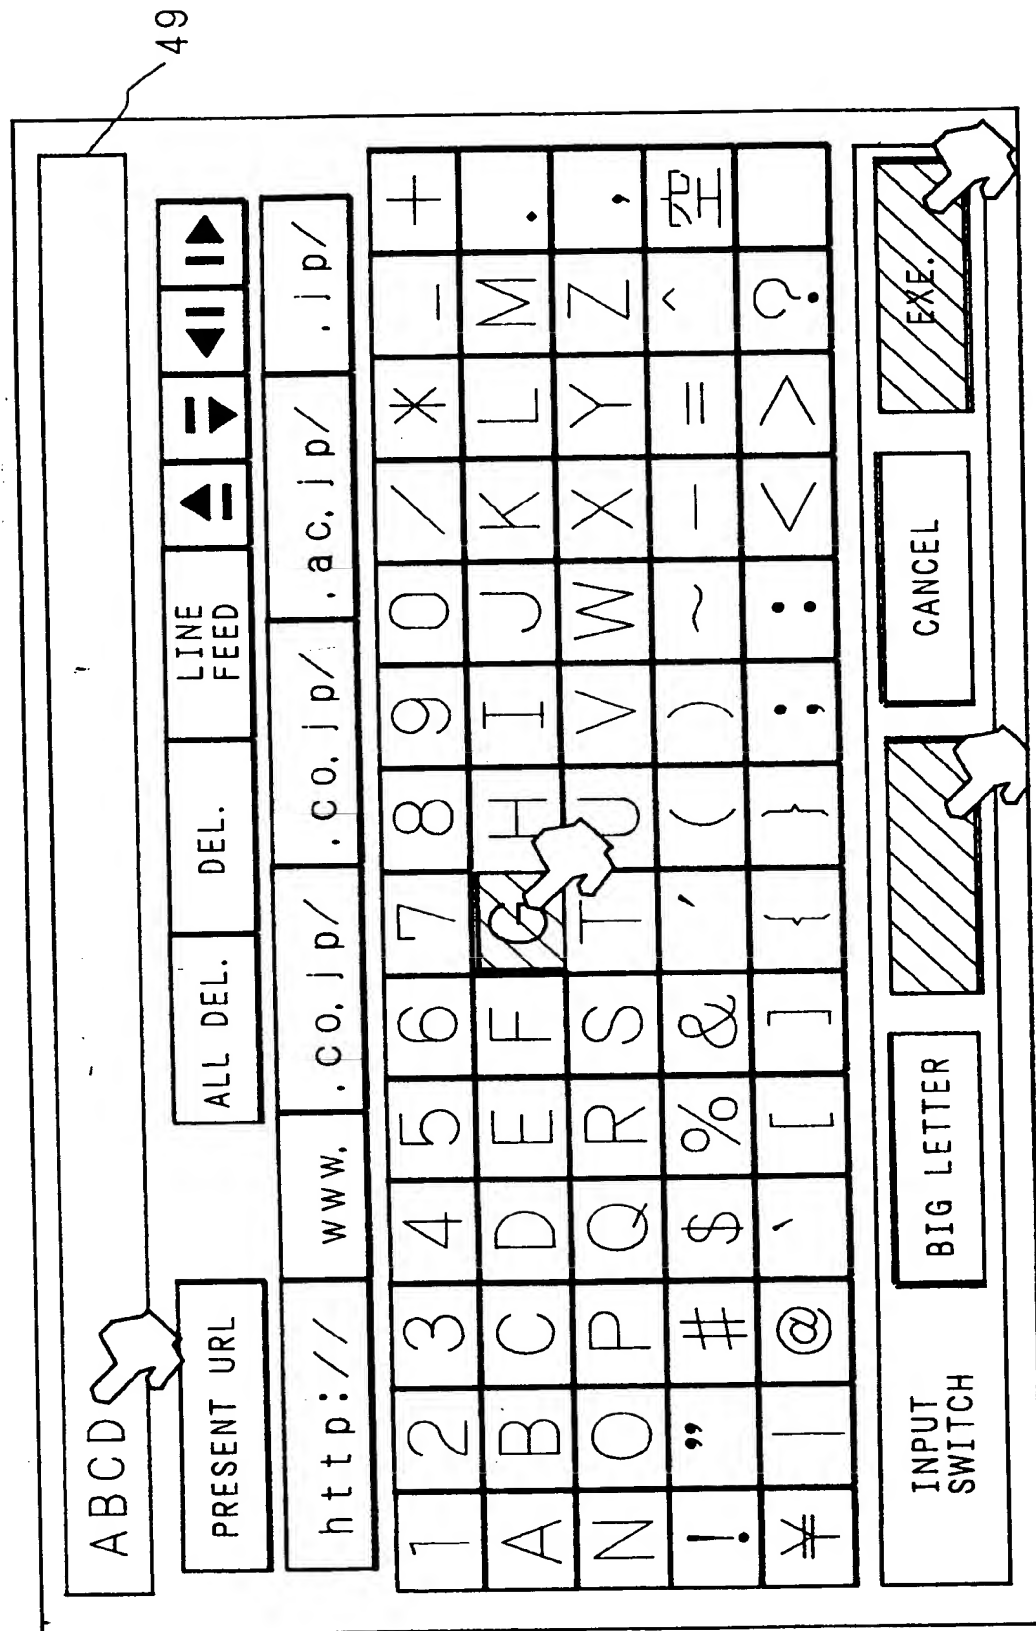 49
ABCD
PRESENT URL ALL DEL. DEL. LINE
FEED
http:// www. .co.jp/ .co.jp/ .ac.jp/ .jp/
1 2 3 4 5 6 7 8 9 0 / * - +
A B C D E F G H I J K L M .
N O P Q R S T U V W X Y Z ,
! ” # $ % & ' ( ) ~ - = ^ 空
¥ | @ ` [ ] { } ; : < > ?
INPUT
SWITCH BIG LETTER CANCEL EXE.